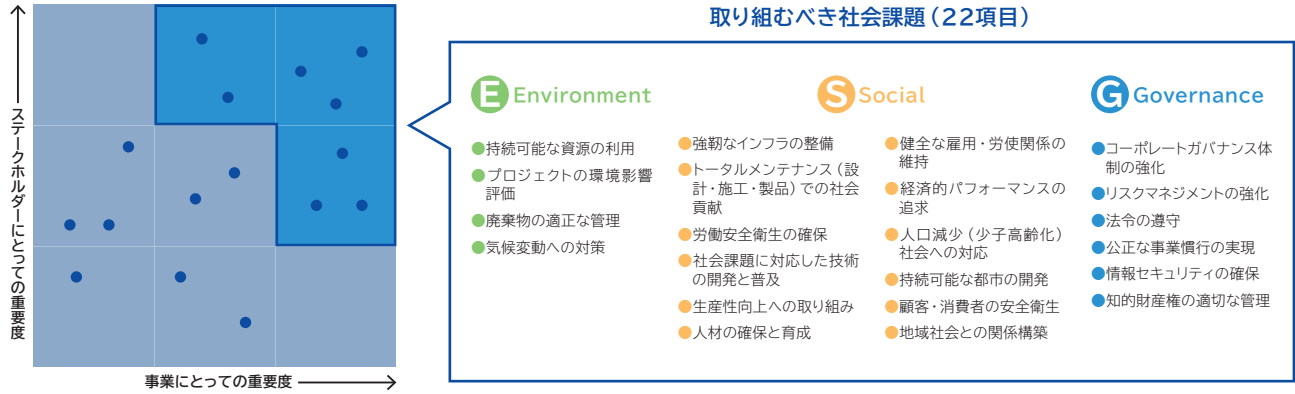 ステークホルダーにとっての重要度
事業にとっての重要度
取り組むべき社会課題（22項目）
E Environment
●持続可能な資源の利用
●プロジェクトの環境影響
評価
●廃棄物の適正な管理
●気候変動への対策
S Social
●強靭なインフラの整備
●トータルメンテナンス（設
計・施工・製品）での社会
貢献
●労働安全衛生の確保
●社会課題に対応した技術
の開発と普及
●生産性向上への取り組み
●人材の確保と育成
●健全な雇用・労使関係の
維持
●経済的パフォーマンスの
追求
●人口減少（少子高齢化）
社会への対応
●持続可能な都市の開発
●顧客・消費者の安全衛生
●地域社会との関係構築
G Governance
●コーポレートガバナンス体
制の強化
●リスクマネジメントの強化
●法令の遵守
●公正な事業慣行の実現
●情報セキュリティの確保
●知的財産権の適切な管理